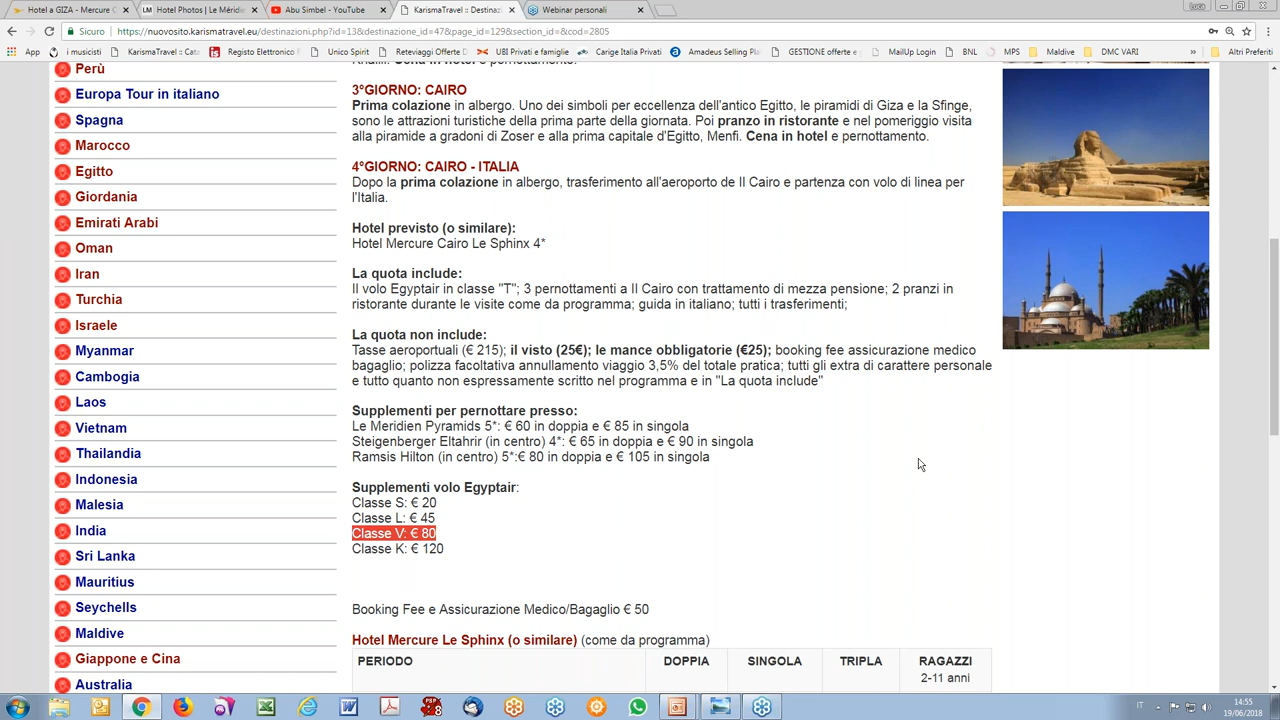 Hotel a GIZA - Mercure C
Hotel Photos | Le Méridie
Abu Simbel - YouTube
KarismaTravel :: Destinaz
Webinar personali
Sicuro
https://nuovosito.karismatravel.eu/destinazioni.php?id=13&destinazione_id=47&page_id=129&section_id=&cod=2805
App
i musicisti
KarismaTravel :: Cata
Registro Elettronico F
Unico Spirit
Reteviaggi Offerte D
UBI Privati e famiglie
Carige Italia Privati
Amadeus Selling Pla
GESTIONE offerte e
MailUp Login
BNL
MPS
Maldive
DMC VARI
Altri Preferiti
Perù
Europa Tour in italiano
Spagna
Marocco
Egitto
Giordania
Emirati Arabi
Oman
Iran
Turchia
Israele
Myanmar
Cambogia
Laos
Vietnam
Thailandia
Indonesia
Malesia
India
Sri Lanka
Mauritius
Seychells
Maldive
Giappone e Cina
Australia
3°GIORNO: CAIRO
Prima colazione in albergo. Uno dei simboli per eccellenza dell'antico Egitto, le piramidi di Giza e la Sfinge,
sono le attrazioni turistiche della prima parte della giornata. Poi pranzo in ristorante e nel pomeriggio visita
alla piramide a gradoni di Zoser e alla prima capitale d'Egitto, Menfi. Cona in hotel e pernottamento.
4°GIORNO: CAIRO - ITALIA
Dopo la prima colazione in albergo, trasferimento all'aeroporto de Il Cairo e partenza con volo di linea per
l'Italia.
Hotel previsto (o similare):
Hotel Mercure Cairo Le Sphinx 4*
La quota include:
Il volo Egyptair in classe "T"; 3 pernottamenti a Il Cairo con trattamento di mezza pensione; 2 pranzi in
ristorante durante le visite come da programma; guida in italiano; tutti i trasferimenti;
La quota non include:
Tasse aeroportuali (€ 215); il visto (25€); le mance obbligatorie (€25); booking fee assicurazione medico
bagaglio; polizza facoltativa annullamento viaggio 3,5% del totale pratica; tutti gli extra di carattere personale
e tutto quanto non espressamente scritto nel programma e in "La quota include"
Supplementi per pernottare presso:
Le Meridien Pyramids 5*: € 60 in doppia e € 85 in singola
Steigenberger Eltahrir (in centro) 4*: € 65 in doppia e € 90 in singola
Ramsis Hilton (in centro) 5*:€ 80 in doppia e € 105 in singola
Supplementi volo Egyptair:
Classe S: € 20
Classe L: € 45
Classe V: € 80
Classe K: € 120
Booking Fee e Assicurazione Medico/Bagaglio € 50
Hotel Mercure Le Sphinx (o similare) (come da programma)
PERIODO DOPPIA SINGOLA TRIPLA RAGAZZI
2-11 anni
IT
14:55
19/06/2018